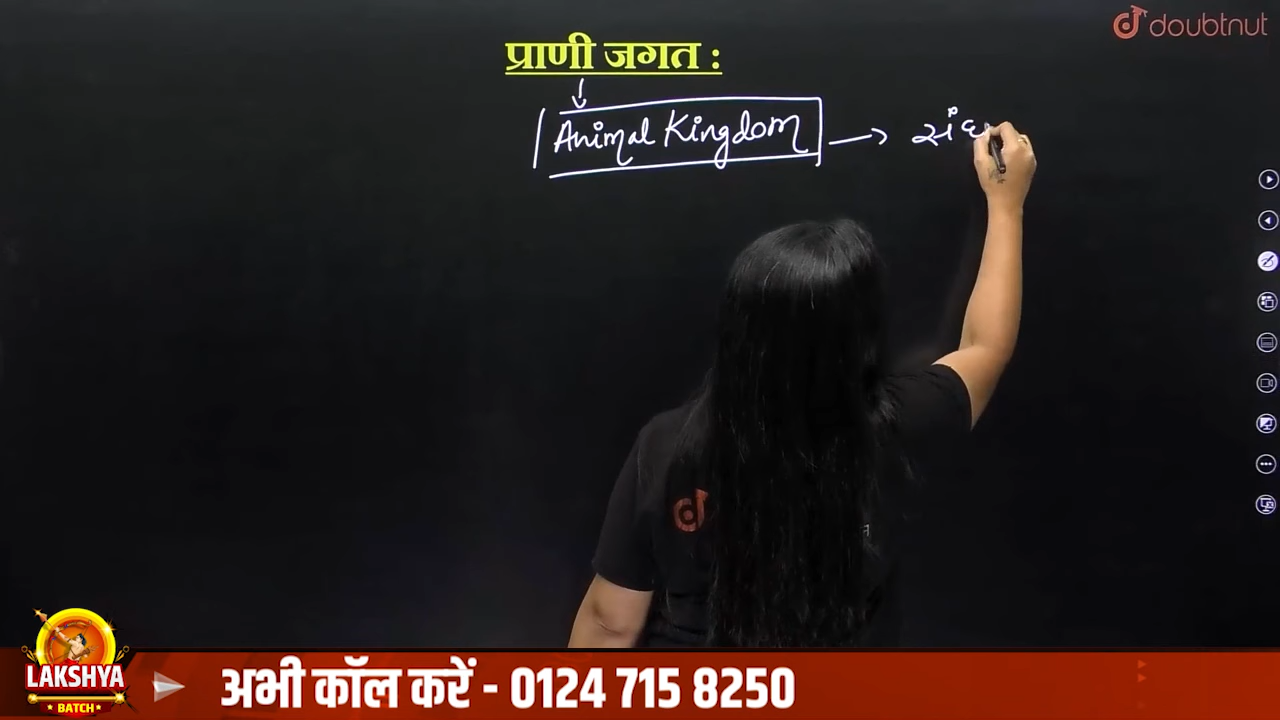 doubtnut
प्राणी जगत :
Animal Kingdom →
LAKSHYA
BATCH
अभी कॉल करें - 0124 715 8250